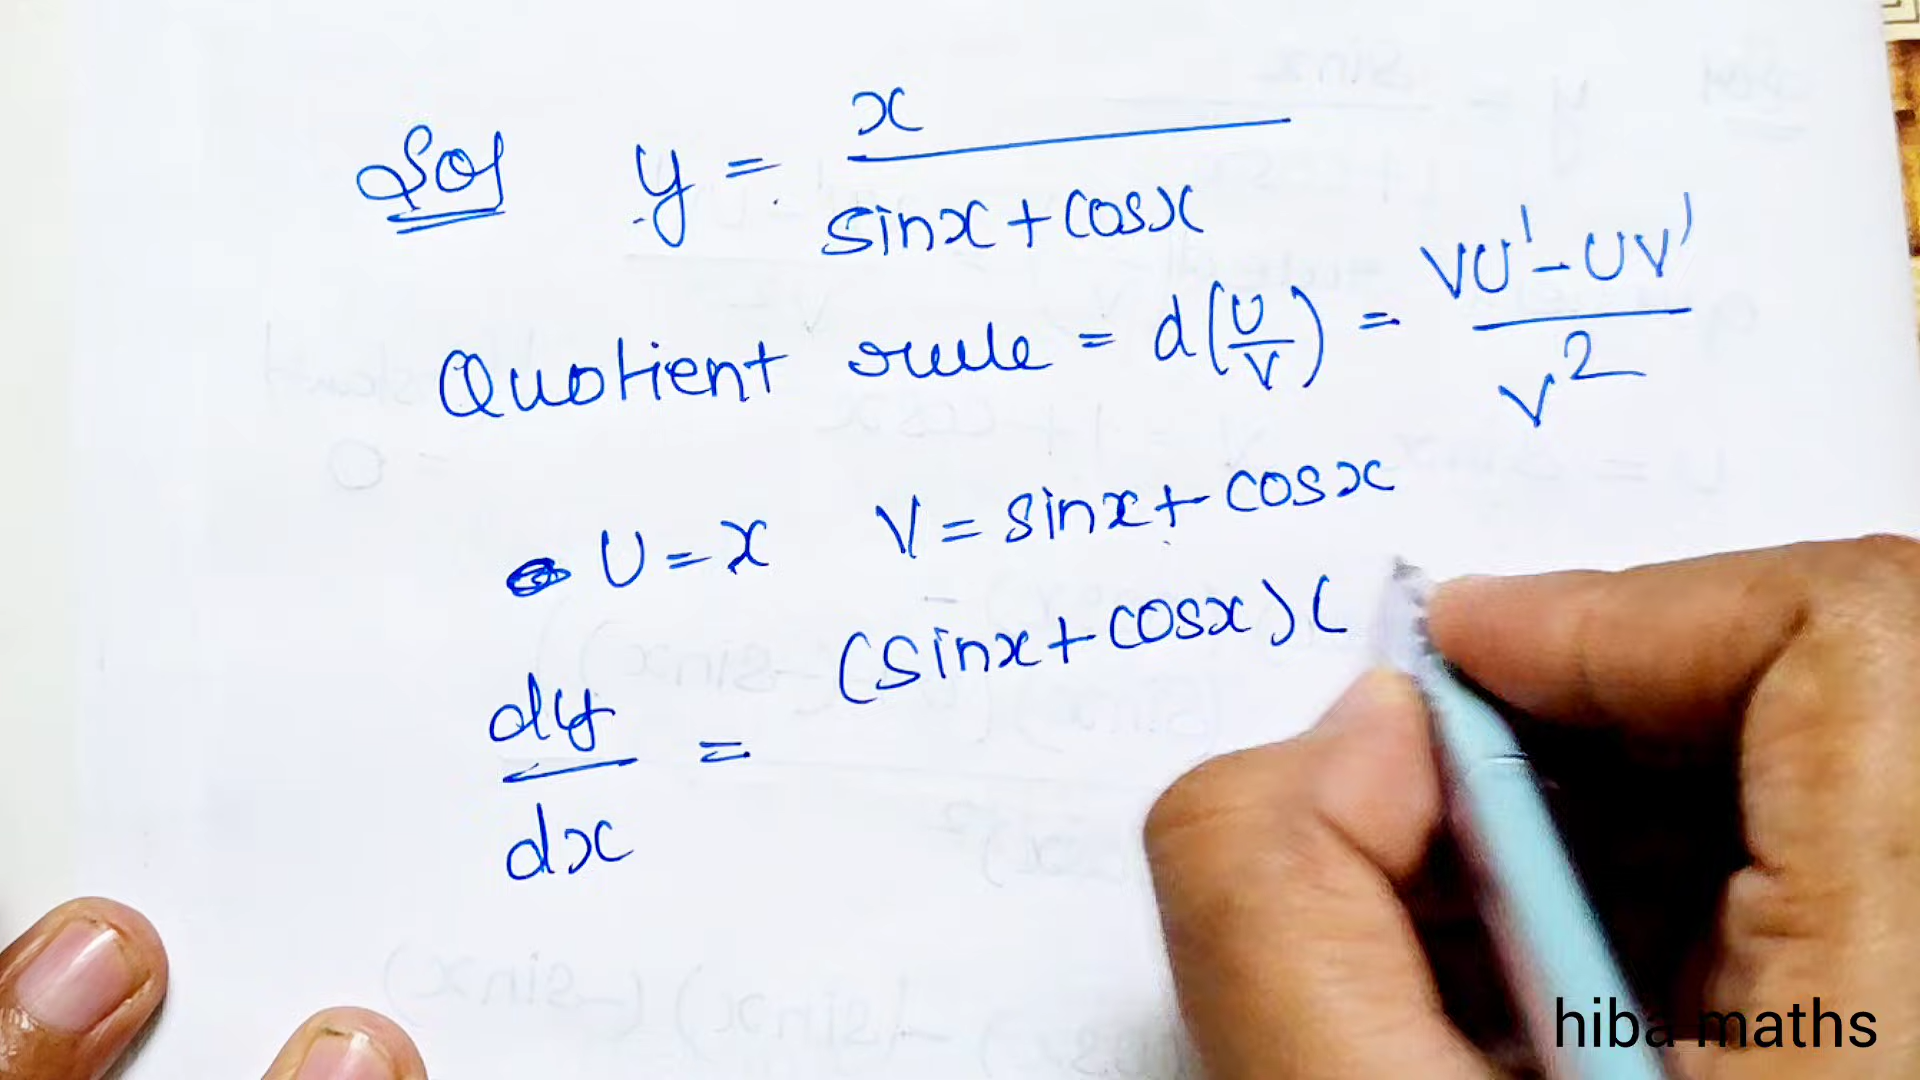 Sol y = x / sinx + cosx
Quotient rule = d(U/V) = VU' - UV' / V²
U = x V = sinx + cosx
dy/dx = (sinx + cosx) (
hiba maths